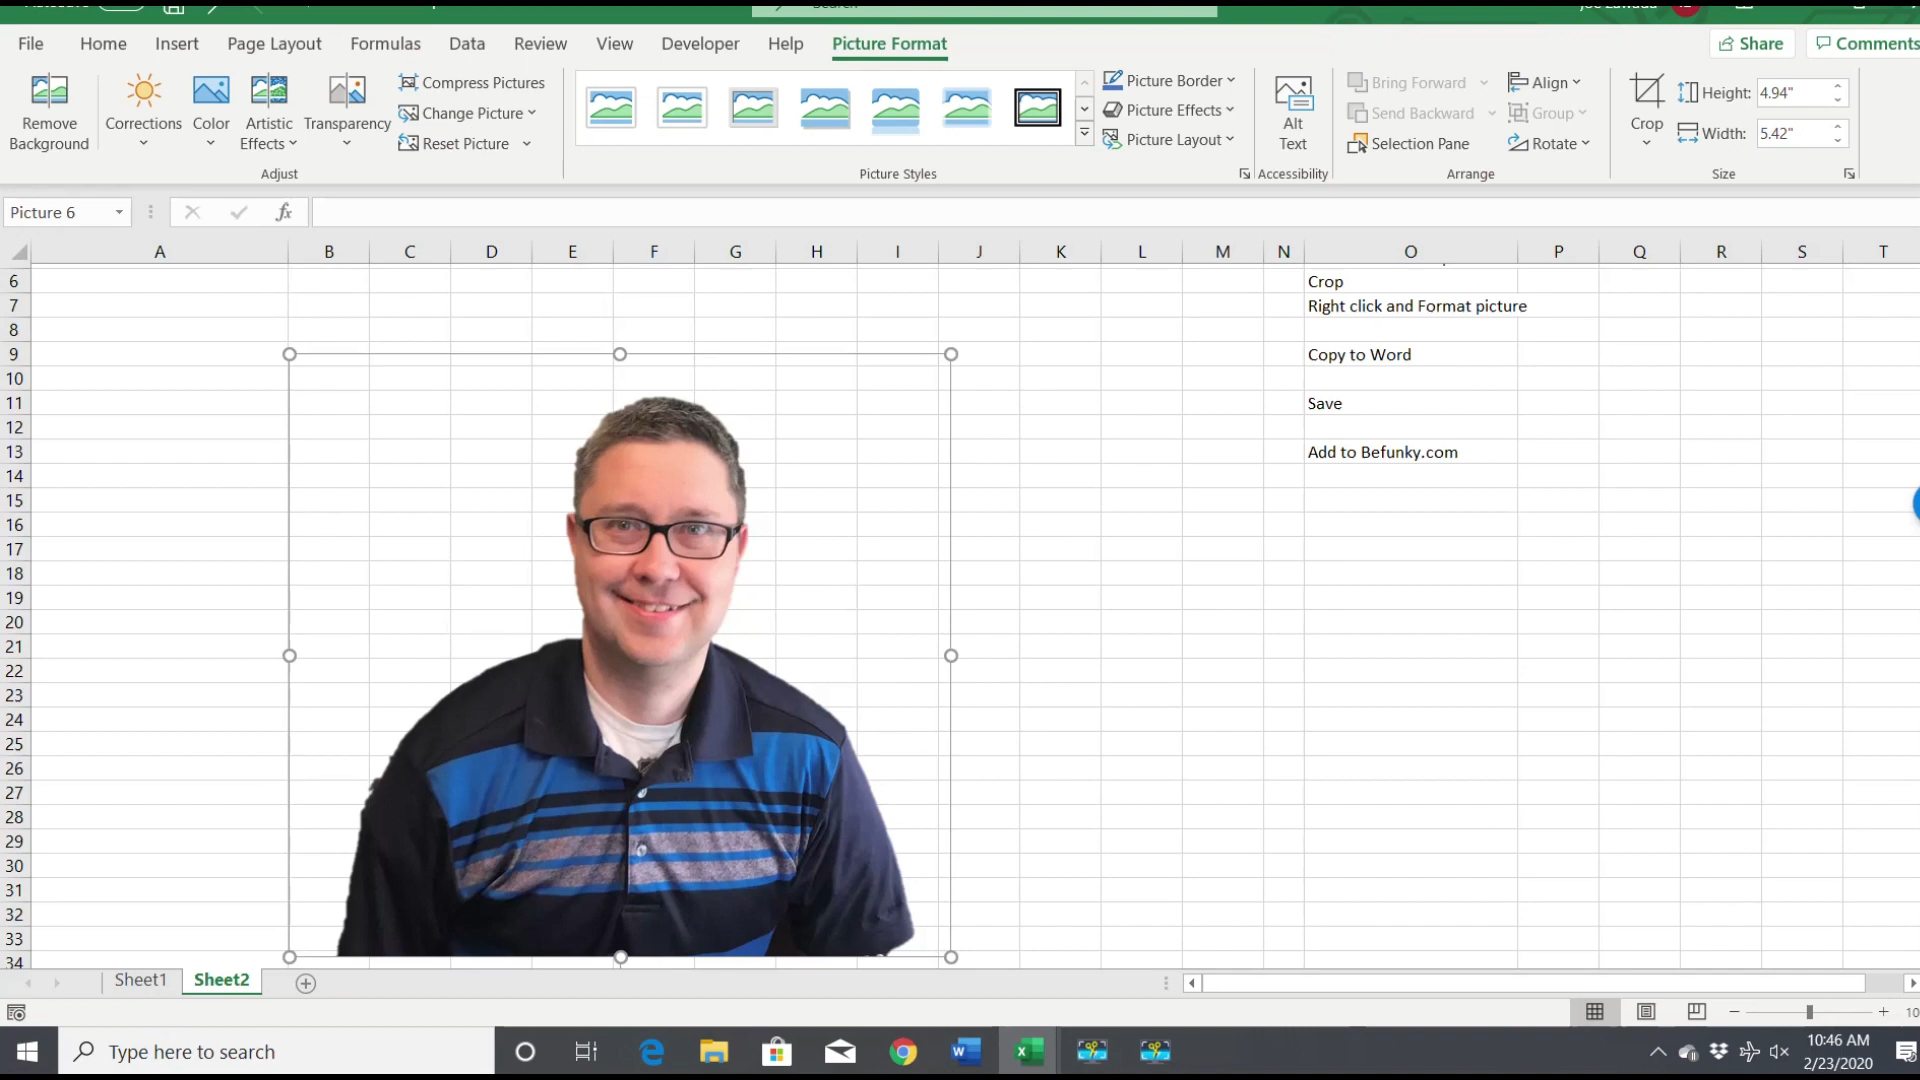 File Home Insert Page Layout Formulas Data Review View Developer Help Picture Format Share Comments
Remove Background
Corrections
Color
Artistic Effects
Transparency
Compress Pictures
Change Picture
Reset Picture
Adjust
Picture Styles
Picture Border
Picture Effects
Picture Layout
Alt Text
Accessibility
Bring Forward
Send Backward
Selection Pane
Align
Group
Rotate
Arrange
Crop
Height: 4.94"
Width: 5.42"
Size
Picture 6
fx
A B C D E F G H I J K L M N O P Q R S T
6 Crop
7 Right click and Format picture
8
9 Copy to Word
10
11 Save
12
13 Add to Befunky.com
14
15
16
17
18
19
20
21
22
23
24
25
26
27
28
29
30
31
32
33
34
Sheet1 Sheet2
Type here to search
10:46 AM
2/23/2020